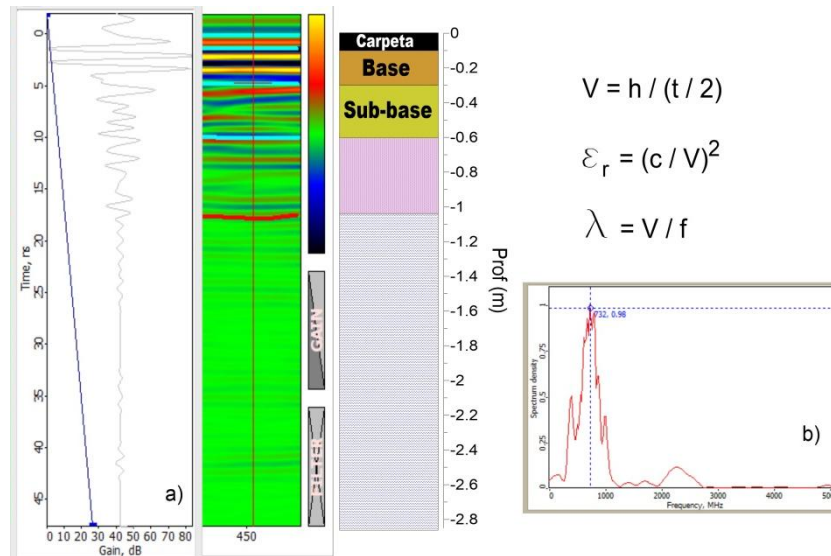 0
5
10
15
20
25
30
35
40
45
Time, ns
0 10 20 30 40 50 60 70 80
Gain, dB
a)
450
GAIN
Carpeta
Base
Sub-base
0
-0.2
-0.4
-0.6
-0.8
-1
-1.2
-1.4
-1.6
-1.8
-2
-2.2
-2.4
-2.6
-2.8
Prof (m)
V = h / (t / 2)
εr = (c / V)²
λ = V / f
732, 0.98
1
0.75
0.5
0.25
0
Spectrum density
0 1000 2000 3000 4000 5000
Frequency, MHz
b)